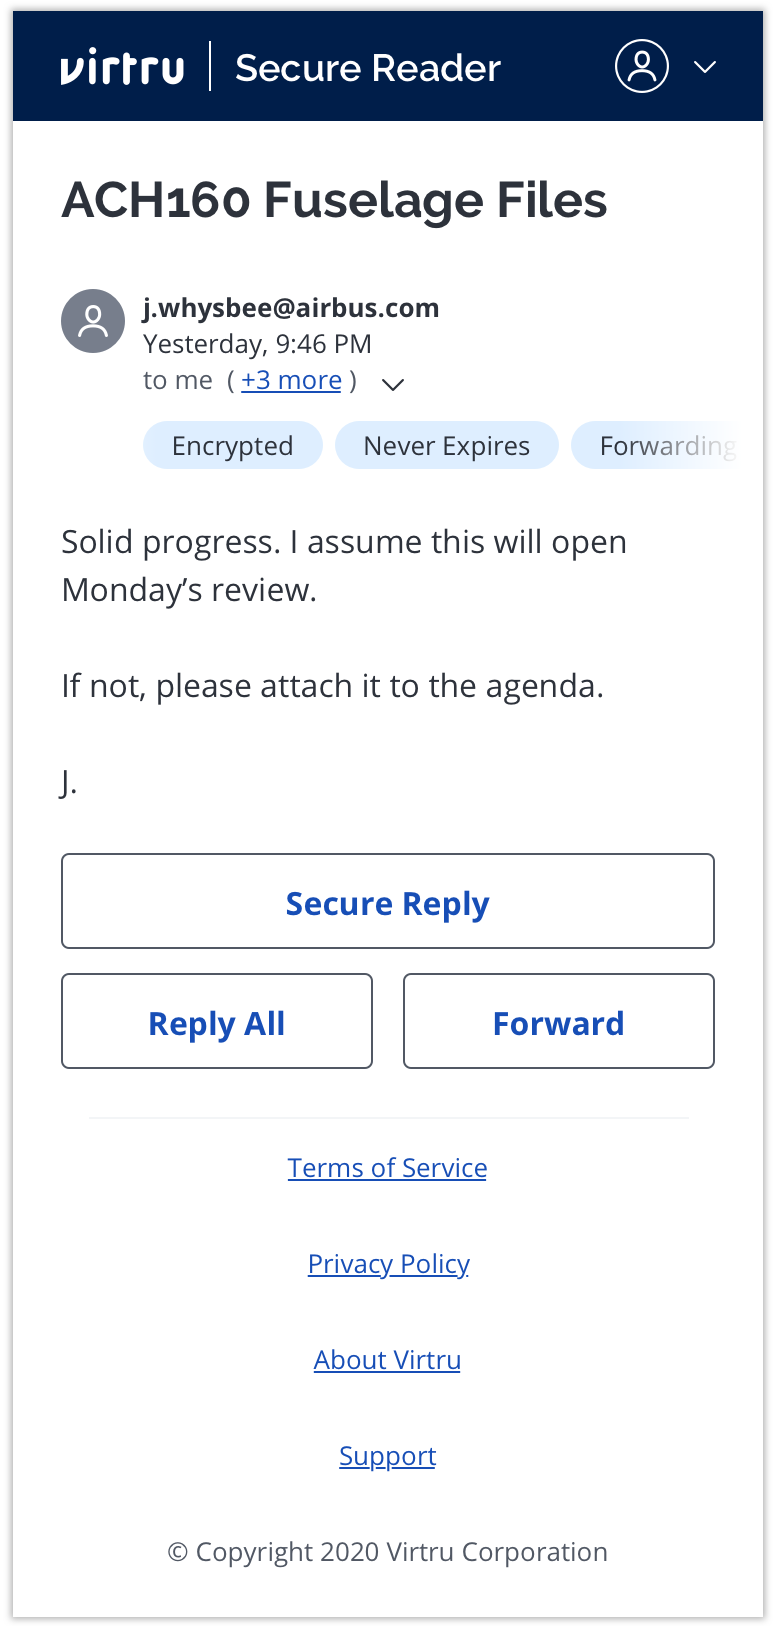 virtru Secure Reader
ACH160 Fuselage Files
j.whysbee@airbus.com
Yesterday, 9:46 PM
to me ( +3 more )
Encrypted Never Expires Forwarding
Solid progress. I assume this will open
Monday’s review.
If not, please attach it to the agenda.
J.
Secure Reply
Reply All Forward
Terms of Service
Privacy Policy
About Virtru
Support
© Copyright 2020 Virtru Corporation